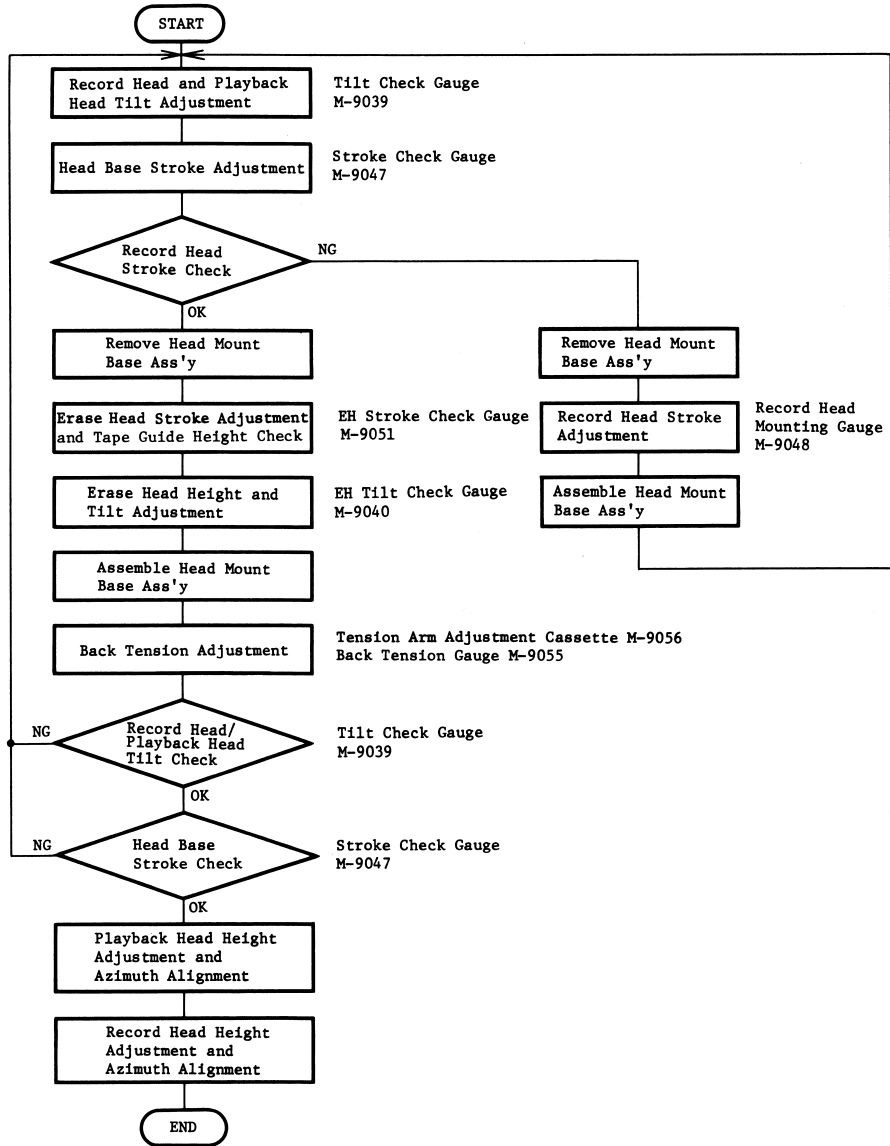 START
Record Head and Playback
Head Tilt Adjustment
Tilt Check Gauge
M-9039
Head Base Stroke Adjustment
Stroke Check Gauge
M-9047
Record Head
Stroke Check
NG
OK
Remove Head Mount
Base Ass'y
Remove Head Mount
Base Ass'y
Erase Head Stroke Adjustment
and Tape Guide Height Check
EH Stroke Check Gauge
M-9051
Record Head Stroke
Adjustment
Record Head
Mounting Gauge
M-9048
Erase Head Height and
Tilt Adjustment
EH Tilt Check Gauge
M-9040
Assemble Head Mount
Base Ass'y
Assemble Head Mount
Base Ass'y
Back Tension Adjustment
Tension Arm Adjustment Cassette M-9056
Back Tension Gauge M-9055
NG
Record Head/
Playback Head
Tilt Check
Tilt Check Gauge
M-9039
OK
NG
Head Base
Stroke Check
Stroke Check Gauge
M-9047
OK
Playback Head Height
Adjustment and
Azimuth Alignment
Record Head Height
Adjustment and
Azimuth Alignment
END